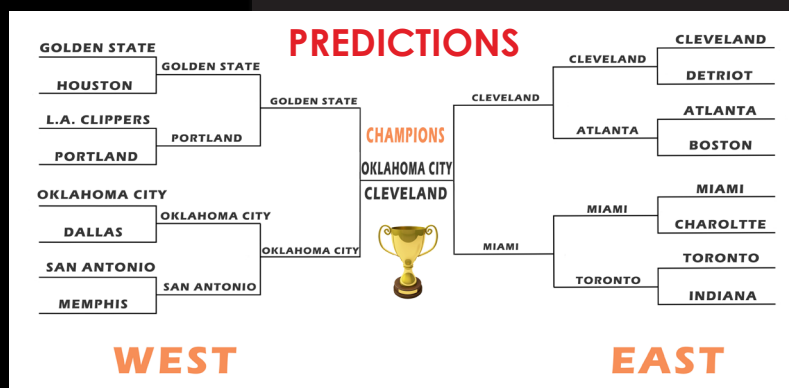 PREDICTIONS
GOLDEN STATE
HOUSTON
GOLDEN STATE
L.A. CLIPPERS
PORTLAND
PORTLAND
GOLDEN STATE
OKLAHOMA CITY
DALLAS
OKLAHOMA CITY
SAN ANTONIO
MEMPHIS
SAN ANTONIO
OKLAHOMA CITY
CHAMPIONS
OKLAHOMA CITY
CLEVELAND
CLEVELAND
DETRIOT
CLEVELAND
ATLANTA
BOSTON
ATLANTA
CLEVELAND
MIAMI
CHAROLTTE
MIAMI
TORONTO
INDIANA
TORONTO
MIAMI
WEST
EAST